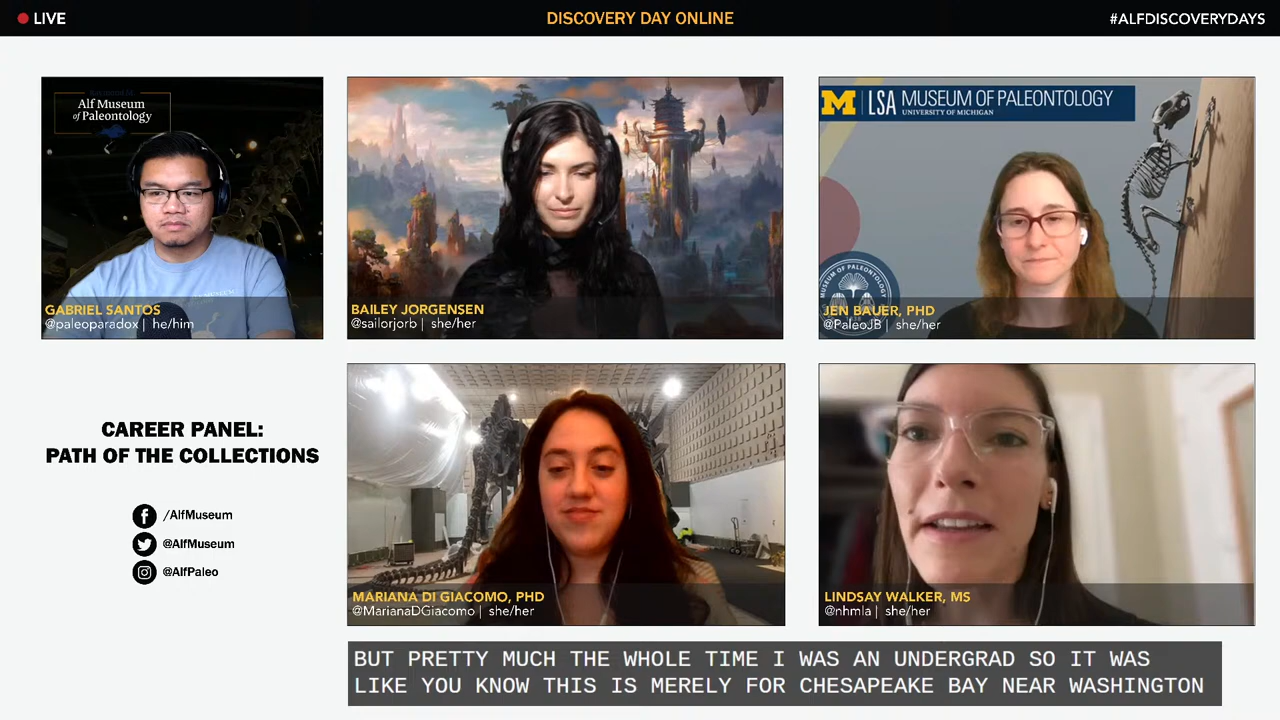 LIVE
DISCOVERY DAY ONLINE
#ALFDISCOVERYDAYS
Alf Museum
of Paleontology
GABRIEL SANTOS
@paleoparadox | he/him
BAILEY JORGENSEN
@sailorjorb | she/her
M LSA MUSEUM OF PALEONTOLOGY
UNIVERSITY OF MICHIGAN
MUSEUM OF PALEONTOLOGY
JEN BAUER, PHD
@PaleoJB | she/her
CAREER PANEL:
PATH OF THE COLLECTIONS
/AlfMuseum
@AlfMuseum
@AlfPaleo
MARIANA DI GIACOMO, PHD
@MarianaDGiacomo | she/her
LINDSAY WALKER, MS
@nhmla | she/her
BUT PRETTY MUCH THE WHOLE TIME I WAS AN UNDERGRAD SO IT WAS
LIKE YOU KNOW THIS IS MERELY FOR CHESAPEAKE BAY NEAR WASHINGTON